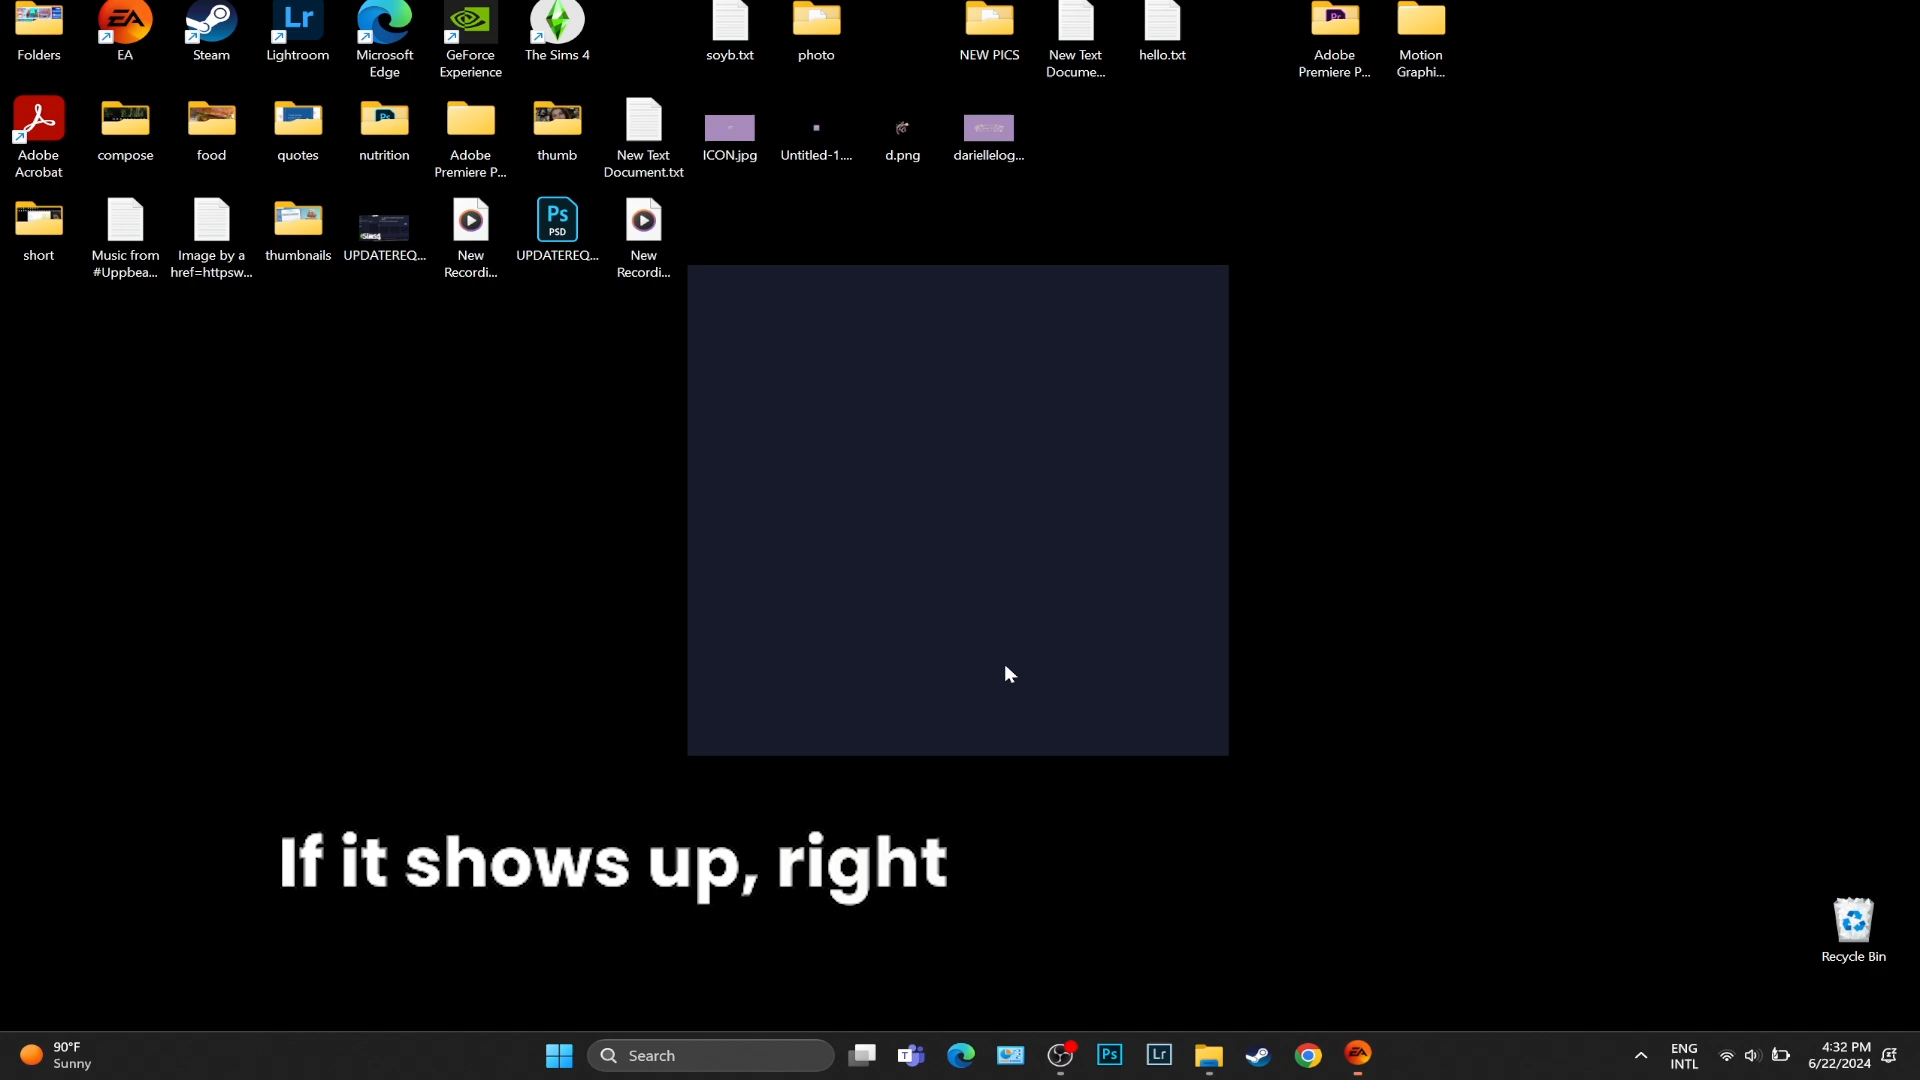 Folders
EA
Steam
Lightroom
Microsoft
Edge
GeForce
Experience
The Sims 4
soyb.txt
photo
NEW PICS
New Text
Docume...
hello.txt
Adobe
Premiere P...
Motion
Graphi...
Adobe
Acrobat
compose
food
quotes
nutrition
Adobe
Premiere P...
thumb
New Text
Document.txt
ICON.jpg
Untitled-1....
d.png
dariellelog...
short
Music from
#Uppbea...
Image by a
href=httpsw...
thumbnails
UPDATEREQ...
New
Recordi...
UPDATEREQ...
New
Recordi...
If it shows up, right
Recycle Bin
90°F
Sunny
Search
ENG
INTL
4:32 PM
6/22/2024